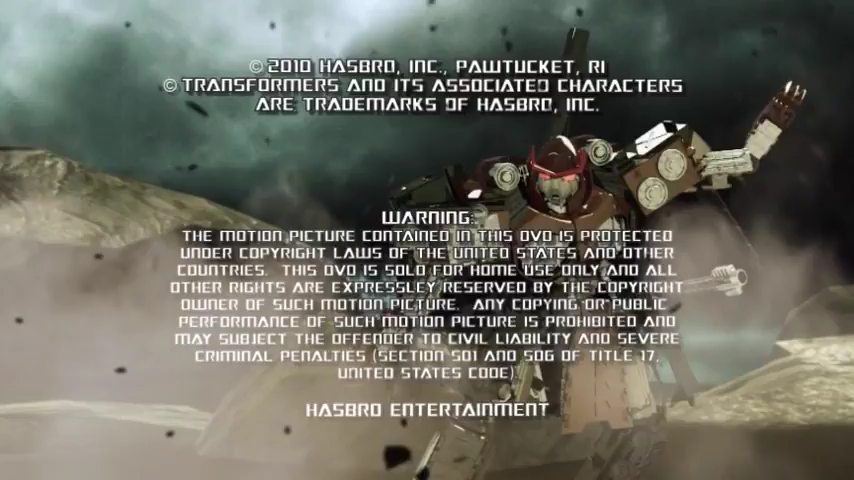 © 2010 HASBRO, INC., PAWTUCKET, RI
© TRANSFORMERS AND ITS ASSOCIATED CHARACTERS
ARE TRADEMARKS OF HASBRO, INC.
WARNING:
THE MOTION PICTURE CONTAINED IN THIS DVD IS PROTECTED
UNDER COPYRIGHT LAWS OF THE UNITED STATES AND OTHER
COUNTRIES. THIS DVD IS SOLD FOR HOME USE ONLY AND ALL
OTHER RIGHTS ARE EXPRESSLEY RESERVED BY THE COPYRIGHT
OWNER OF SUCH MOTION PICTURE. ANY COPYING OR PUBLIC
PERFORMANCE OF SUCH MOTION PICTURE IS PROHIBITED AND
MAY SUBJECT THE OFFENDER TO CIVIL LIABILITY AND SEVERE
CRIMINAL PENALTIES (SECTION 501 AND 506 OF TITLE 17,
UNITED STATES CODE)
HASBRO ENTERTAINMENT